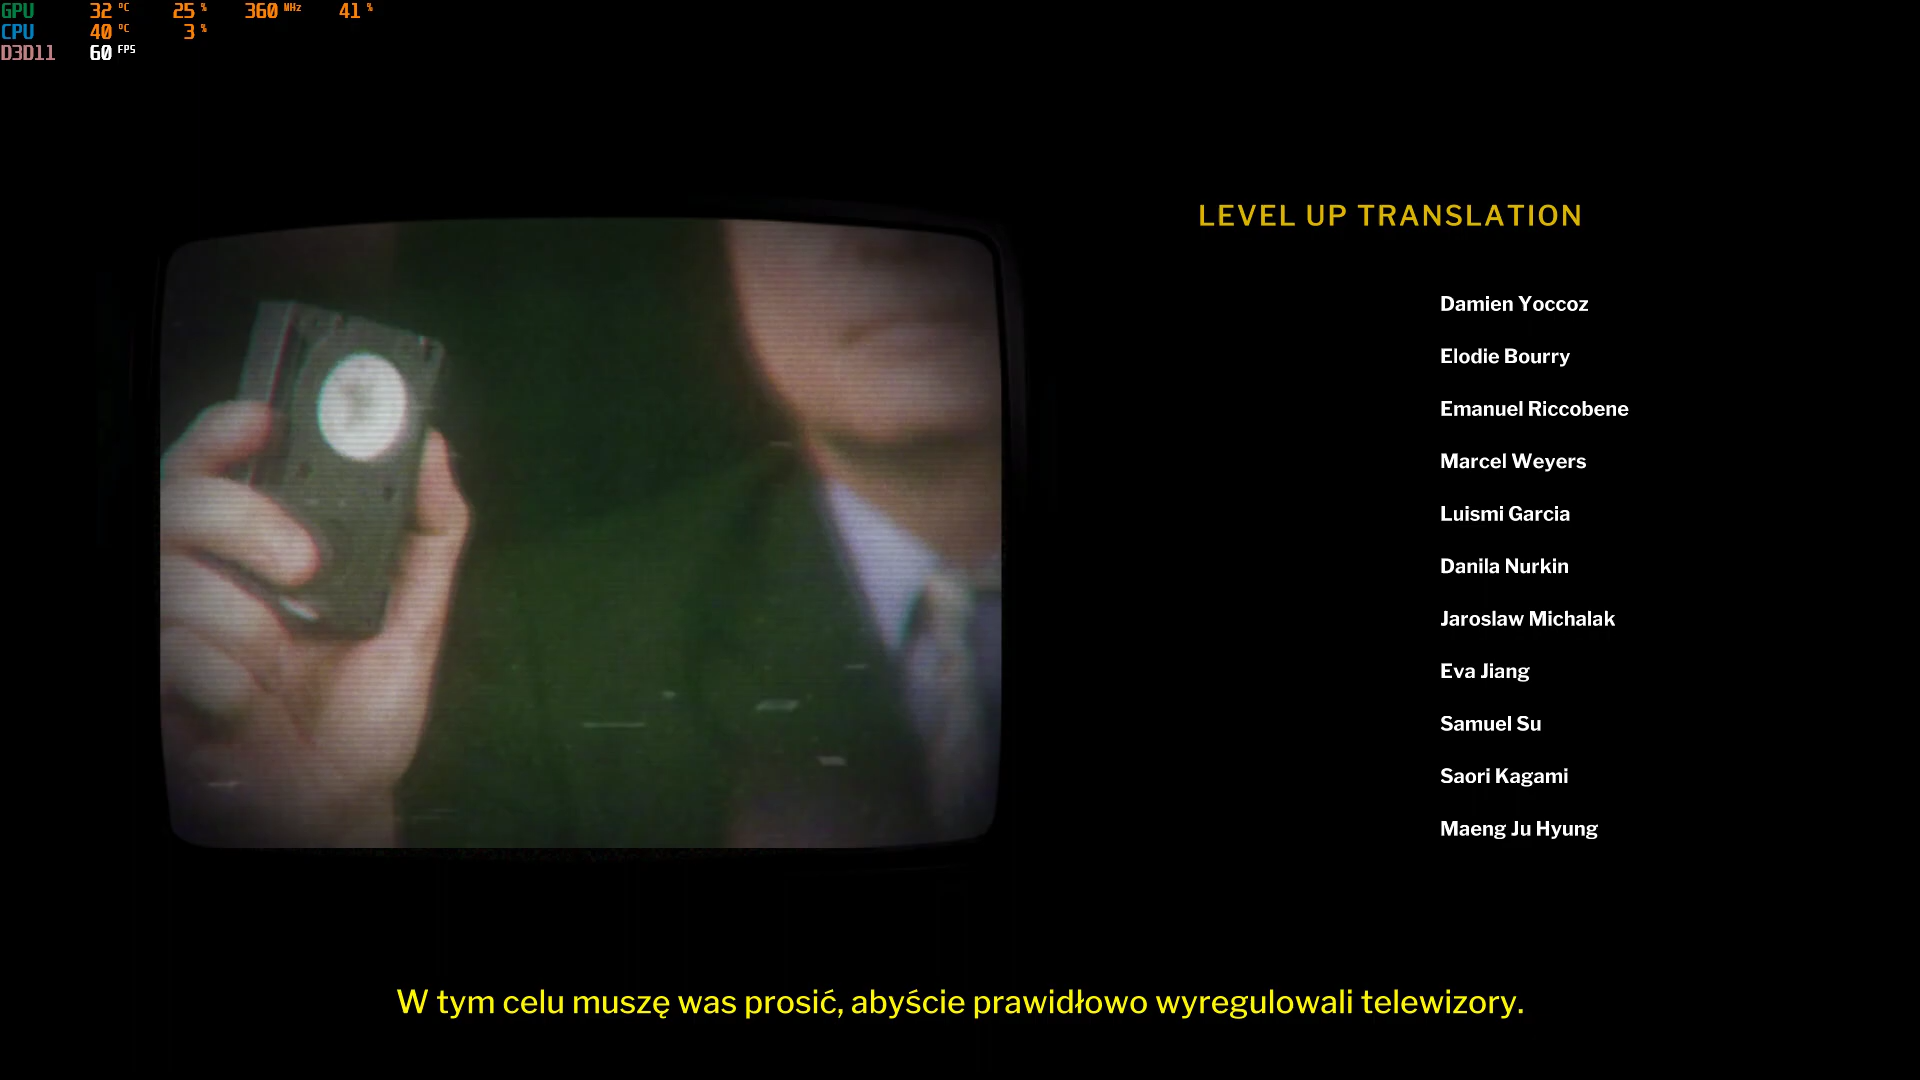 GPU 32 °C 25 % 360 MHz 41 %
CPU 40 °C 3 %
D3D11 60 FPS
LEVEL UP TRANSLATION
Damien Yoccoz
Elodie Bourry
Emanuel Riccobene
Marcel Weyers
Luismi Garcia
Danila Nurkin
Jaroslaw Michalak
Eva Jiang
Samuel Su
Saori Kagami
Maeng Ju Hyung
W tym celu muszę was prosić, abyście prawidłowo wyregulowali telewizory.